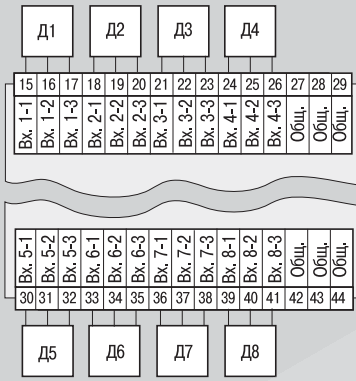 Д1 Д2 Д3 Д4
15 16 17 18 19 20 21 22 23 24 25 26 27 28 29
Вх. 1-1 Вх. 1-2 Вх. 1-3 Вх. 2-1 Вх. 2-2 Вх. 2-3 Вх. 3-1 Вх. 3-2 Вх. 3-3 Вх. 4-1 Вх. 4-2 Вх. 4-3 Общ. Общ. Общ.
Вх. 5-1 Вх. 5-2 Вх. 5-3 Вх. 6-1 Вх. 6-2 Вх. 6-3 Вх. 7-1 Вх. 7-2 Вх. 7-3 Вх. 8-1 Вх. 8-2 Вх. 8-3 Общ. Общ. Общ.
30 31 32 33 34 35 36 37 38 39 40 41 42 43 44
Д5 Д6 Д7 Д8